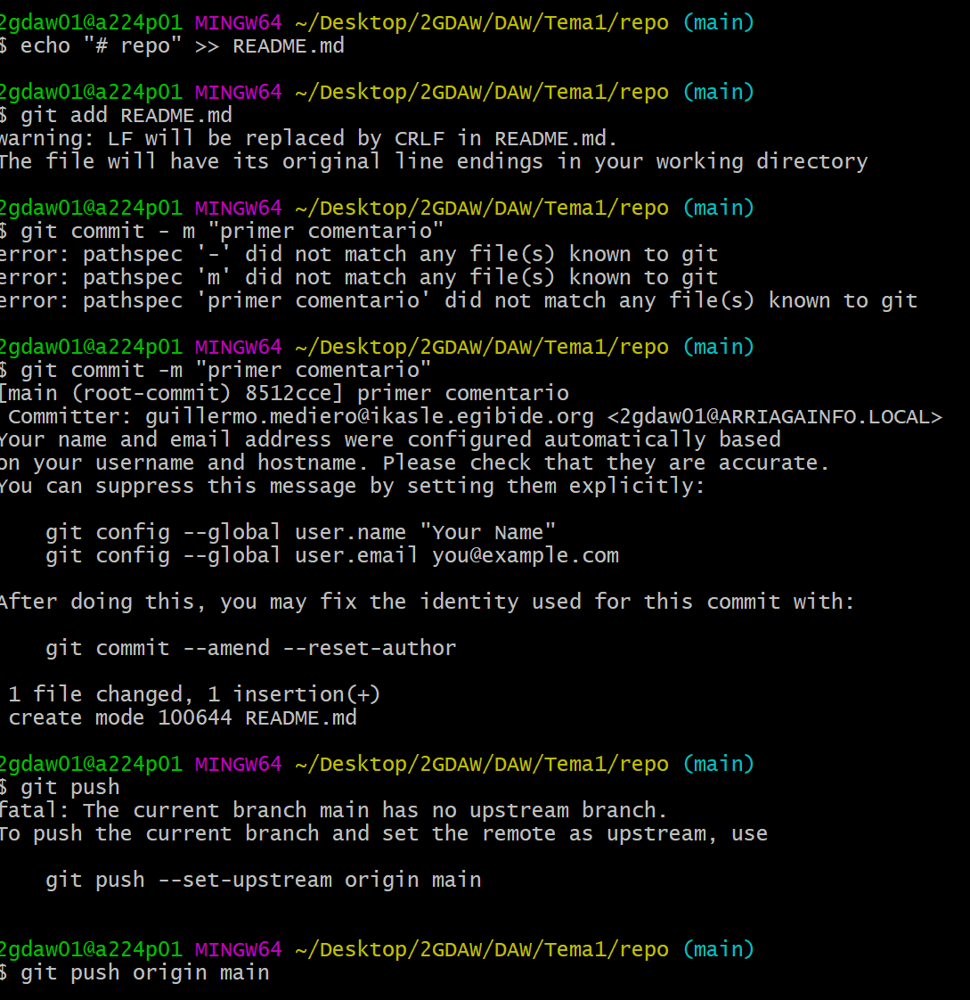 2gdaw01@a224p01 MINGW64 ~/Desktop/2GDAW/DAW/Tema1/repo (main)
$ echo "# repo" >> README.md
2gdaw01@a224p01 MINGW64 ~/Desktop/2GDAW/DAW/Tema1/repo (main)
$ git add README.md
warning: LF will be replaced by CRLF in README.md.
The file will have its original line endings in your working directory
2gdaw01@a224p01 MINGW64 ~/Desktop/2GDAW/DAW/Tema1/repo (main)
$ git commit - m "primer comentario"
error: pathspec '-' did not match any file(s) known to git
error: pathspec 'm' did not match any file(s) known to git
error: pathspec 'primer comentario' did not match any file(s) known to git
2gdaw01@a224p01 MINGW64 ~/Desktop/2GDAW/DAW/Tema1/repo (main)
$ git commit -m "primer comentario"
[main (root-commit) 8512cce] primer comentario
Committer: guillermo.mediero@ikasle.egibide.org <2gdaw01@ARRIAGAINFO.LOCAL>
Your name and email address were configured automatically based
on your username and hostname. Please check that they are accurate.
You can suppress this message by setting them explicitly:
git config --global user.name "Your Name"
git config --global user.email you@example.com
After doing this, you may fix the identity used for this commit with:
git commit --amend --reset-author
1 file changed, 1 insertion(+)
create mode 100644 README.md
2gdaw01@a224p01 MINGW64 ~/Desktop/2GDAW/DAW/Tema1/repo (main)
$ git push
fatal: The current branch main has no upstream branch.
To push the current branch and set the remote as upstream, use
git push --set-upstream origin main
2gdaw01@a224p01 MINGW64 ~/Desktop/2GDAW/DAW/Tema1/repo (main)
$ git push origin main